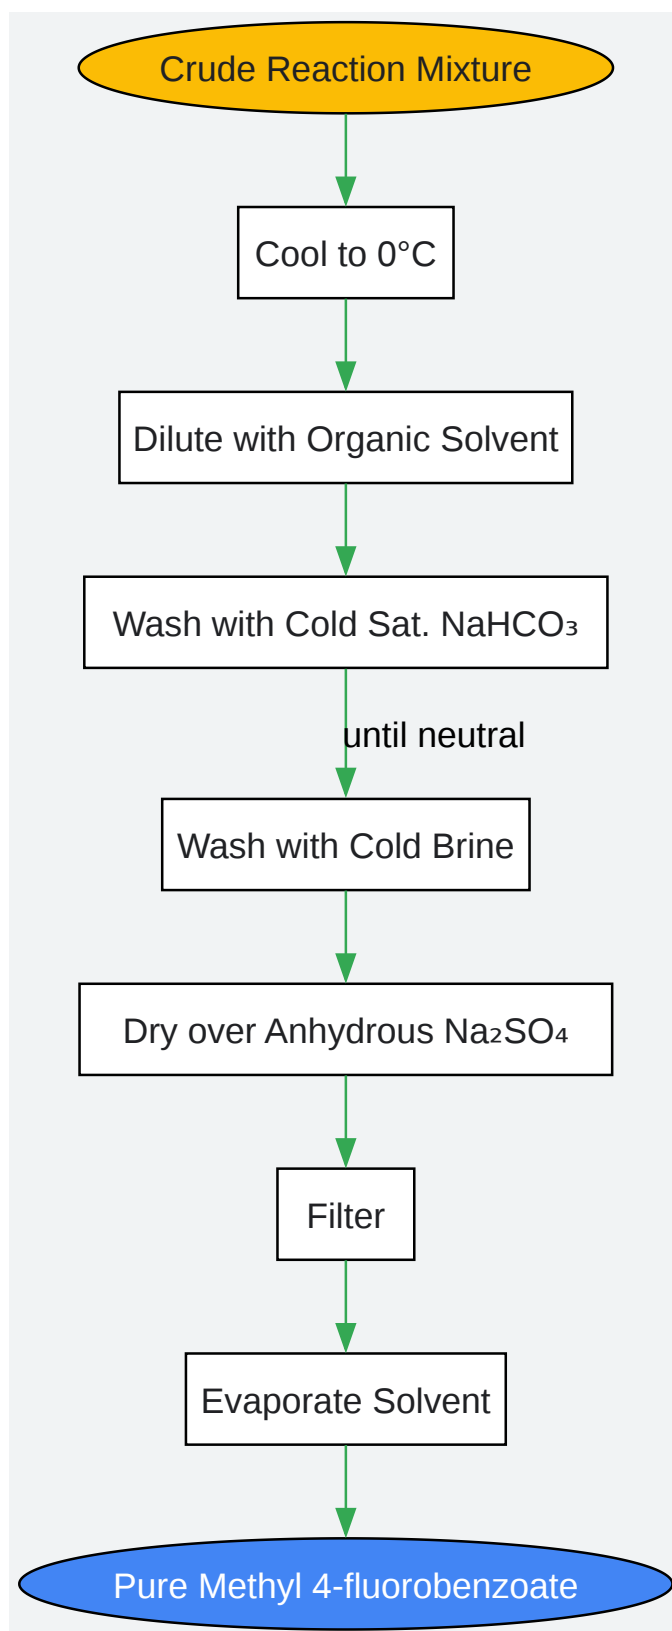 Crude Reaction Mixture
Cool to 0°C
Dilute with Organic Solvent
Wash with Cold Sat. NaHCO₃
until neutral
Wash with Cold Brine
Dry over Anhydrous Na₂SO₄
Filter
Evaporate Solvent
Pure Methyl 4-fluorobenzoate